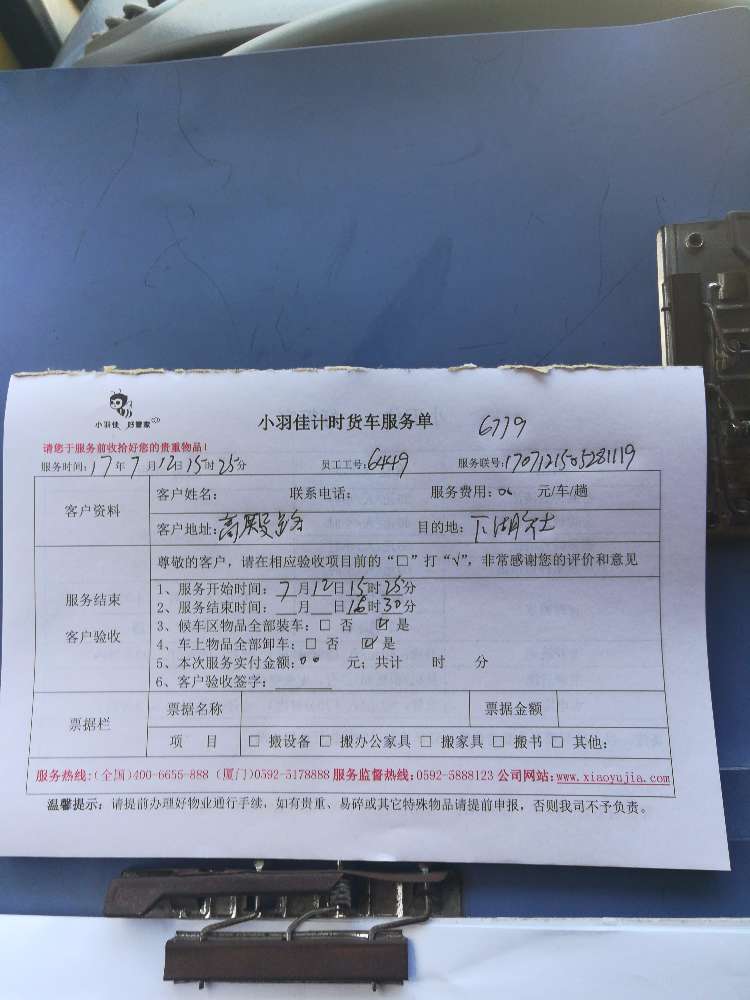 小羽佳 好管家
小羽佳计时货车服务单 6779
请您于服务前收拾好您的贵重物品！
服务时间：17年7月12日15时25分 员工工号：6449 服务联号：1707121505281119
客户资料
客户姓名： 联系电话： 服务费用： 元/车/趟
客户地址：高殿 目的地：下湖
服务结束
客户验收
尊敬的客户，请在相应验收项目前的“□”打“√”，非常感谢您的评价和意见
1、服务开始时间：7月12日15时25分
2、服务结束时间： 月 日16时30分
3、候车区物品全部装车：□ 否 ☑ 是
4、车上物品全部卸车：□ 否 ☑ 是
5、本次服务实付金额：00 元；共计 时 分
6、客户验收签字：
票据栏
票据名称 票据金额
项 目 □ 搬设备 □ 搬办公家具 □ 搬家具 □ 搬书 □ 其他：
服务热线：(全国)400-6655-888 (厦门)0592-5178888 服务监督热线：0592-5888123 公司网站：www.xiaoyujia.com
温馨提示：请提前办理好物业通行手续，如有贵重、易碎或其它特殊物品请提前申报，否则我司不予负责。